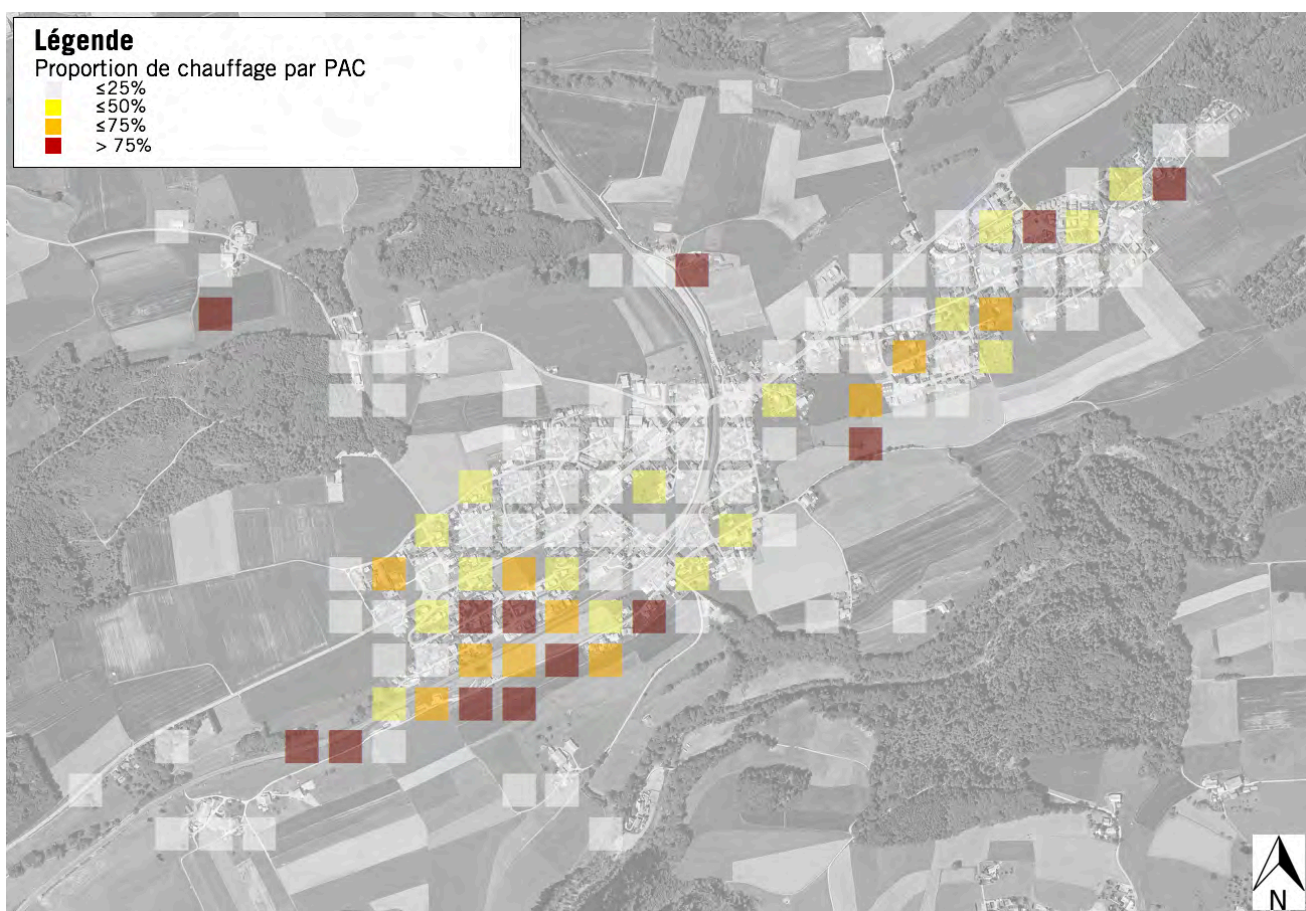 Légende
Proportion de chauffage par PAC
≤25%
≤50%
≤75%
> 75%
N